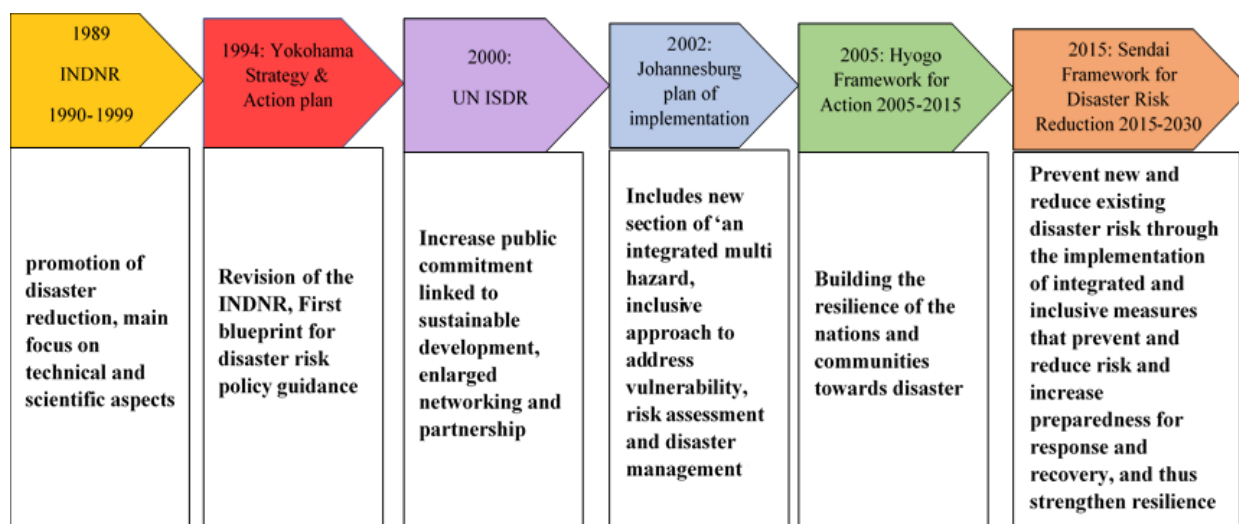 1989
INDNR
1990-1999
1994: Yokohama
Strategy &
Action plan
2000:
UN ISDR
2002:
Johannesburg
plan of
implementation
2005: Hyogo
Framework for
Action 2005-2015
2015: Sendai
Framework for
Disaster Risk
Reduction 2015-2030
promotion of
disaster
reduction, main
focus on
technical and
scientific aspects
Revision of the
INDNR, First
blueprint for
disaster risk
policy guidance
Increase public
commitment
linked to
sustainable
development,
enlarged
networking and
partnership
Includes new
section of ‘an
integrated multi
hazard,
inclusive
approach to
address
vulnerability,
risk assessment
and disaster
management
Building the
resilience of the
nations and
communities
towards disaster
Prevent new and
reduce existing
disaster risk through
the implementation
of integrated and
inclusive measures
that prevent and
reduce risk and
increase
preparedness for
response and
recovery, and thus
strengthen resilience